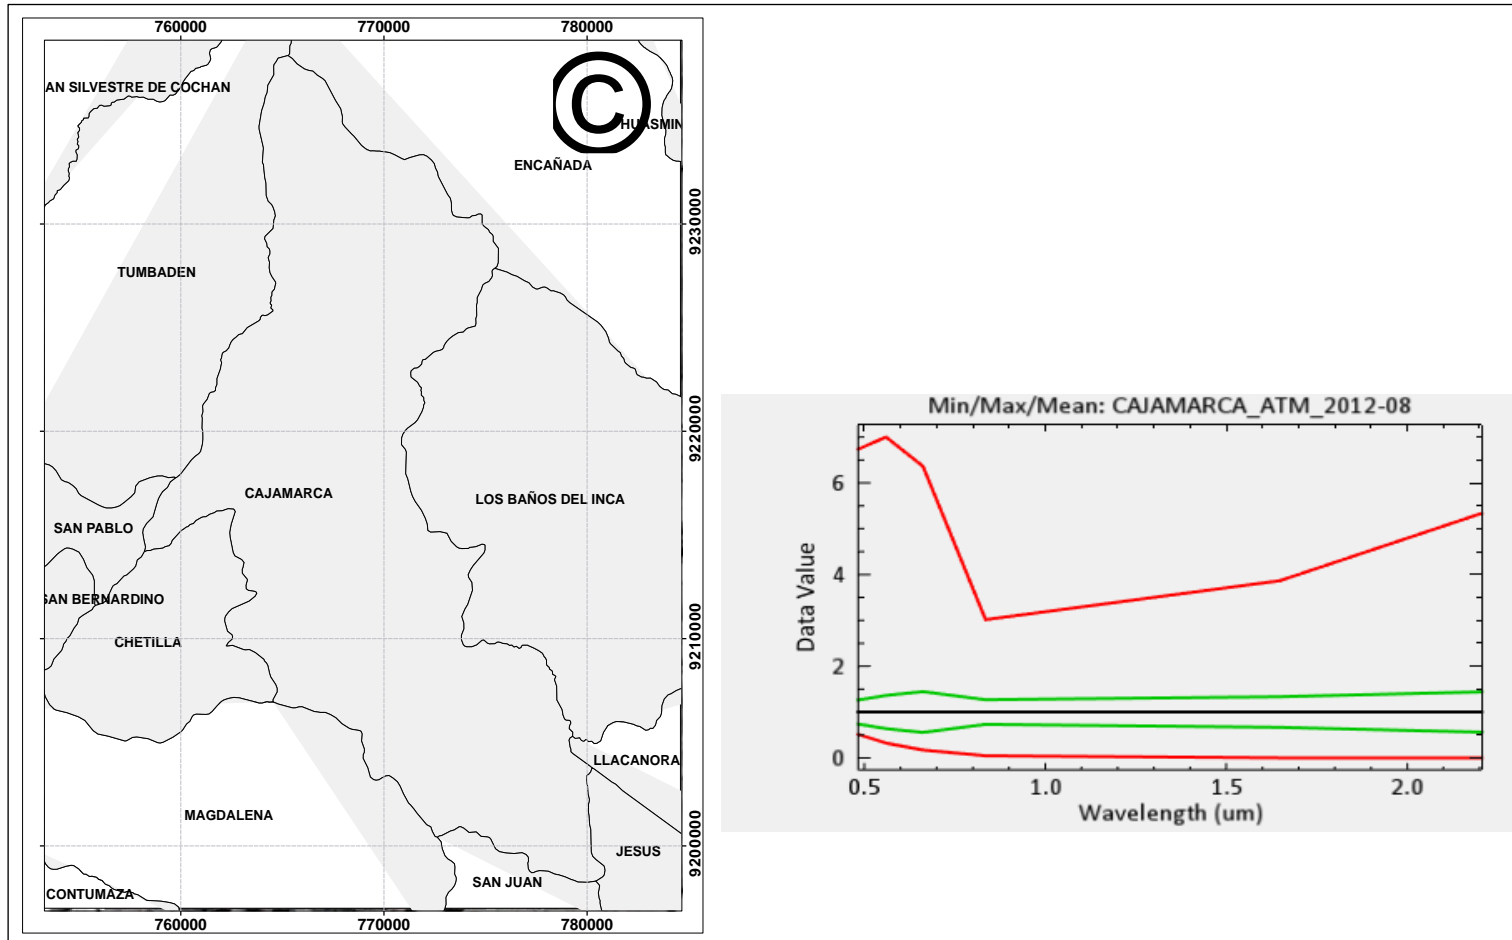 760000 770000 780000
AN SILVESTRE DE COCHAN
©
HUASMIN
ENCAÑADA
9230000
TUMBADEN
9220000
CAJAMARCA
LOS BAÑOS DEL INCA
SAN PABLO
SAN BERNARDINO
9210000
CHETILLA
LLACANORA
MAGDALENA
9200000
JESUS
SAN JUAN
CONTUMAZA
760000 770000 780000
Min/Max/Mean: CAJAMARCA_ATM_2012-08
6
4
2
0
Data Value
0.5 1.0 1.5 2.0
Wavelength (um)